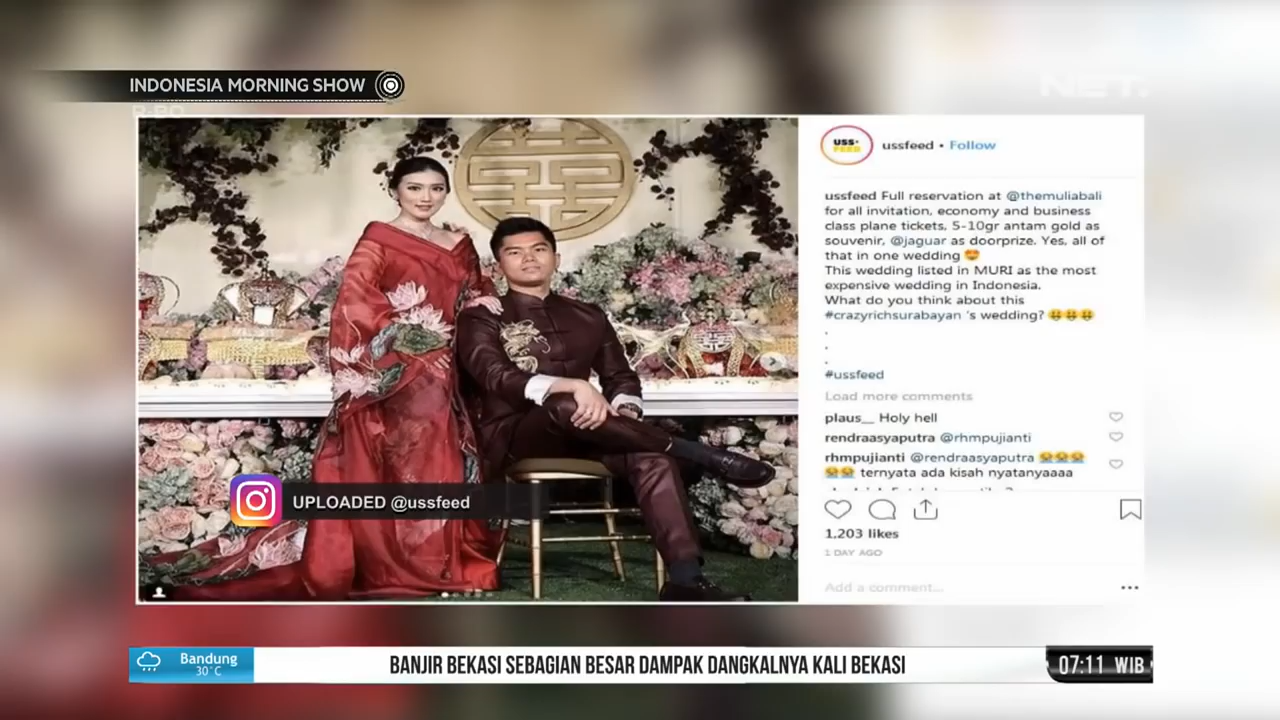 INDONESIA MORNING SHOW
NET.
USS
FEED
ussfeed • Follow
ussfeed Full reservation at @themuliabali
for all invitation, economy and business
class plane tickets, 5-10gr antam gold as
souvenir, @jaguar as doorprize. Yes, all of
that in one wedding 😍
This wedding listed in MURI as the most
expensive wedding in Indonesia.
What do you think about this
#crazyrichsurabayan 's wedding? 🤑🤑🤑
.
.
.
#ussfeed
Load more comments
plaus__ Holy hell
rendraasyaputra @rhmpujianti
rhmpujianti @rendraasyaputra 😭😭😭
😭😭 ternyata ada kisah nyatanyaaaa
1,203 likes
1 DAY AGO
Add a comment...
UPLOADED @ussfeed
Bandung
30°C
BANJIR BEKASI SEBAGIAN BESAR DAMPAK DANGKALNYA KALI BEKASI
07:11 WIB